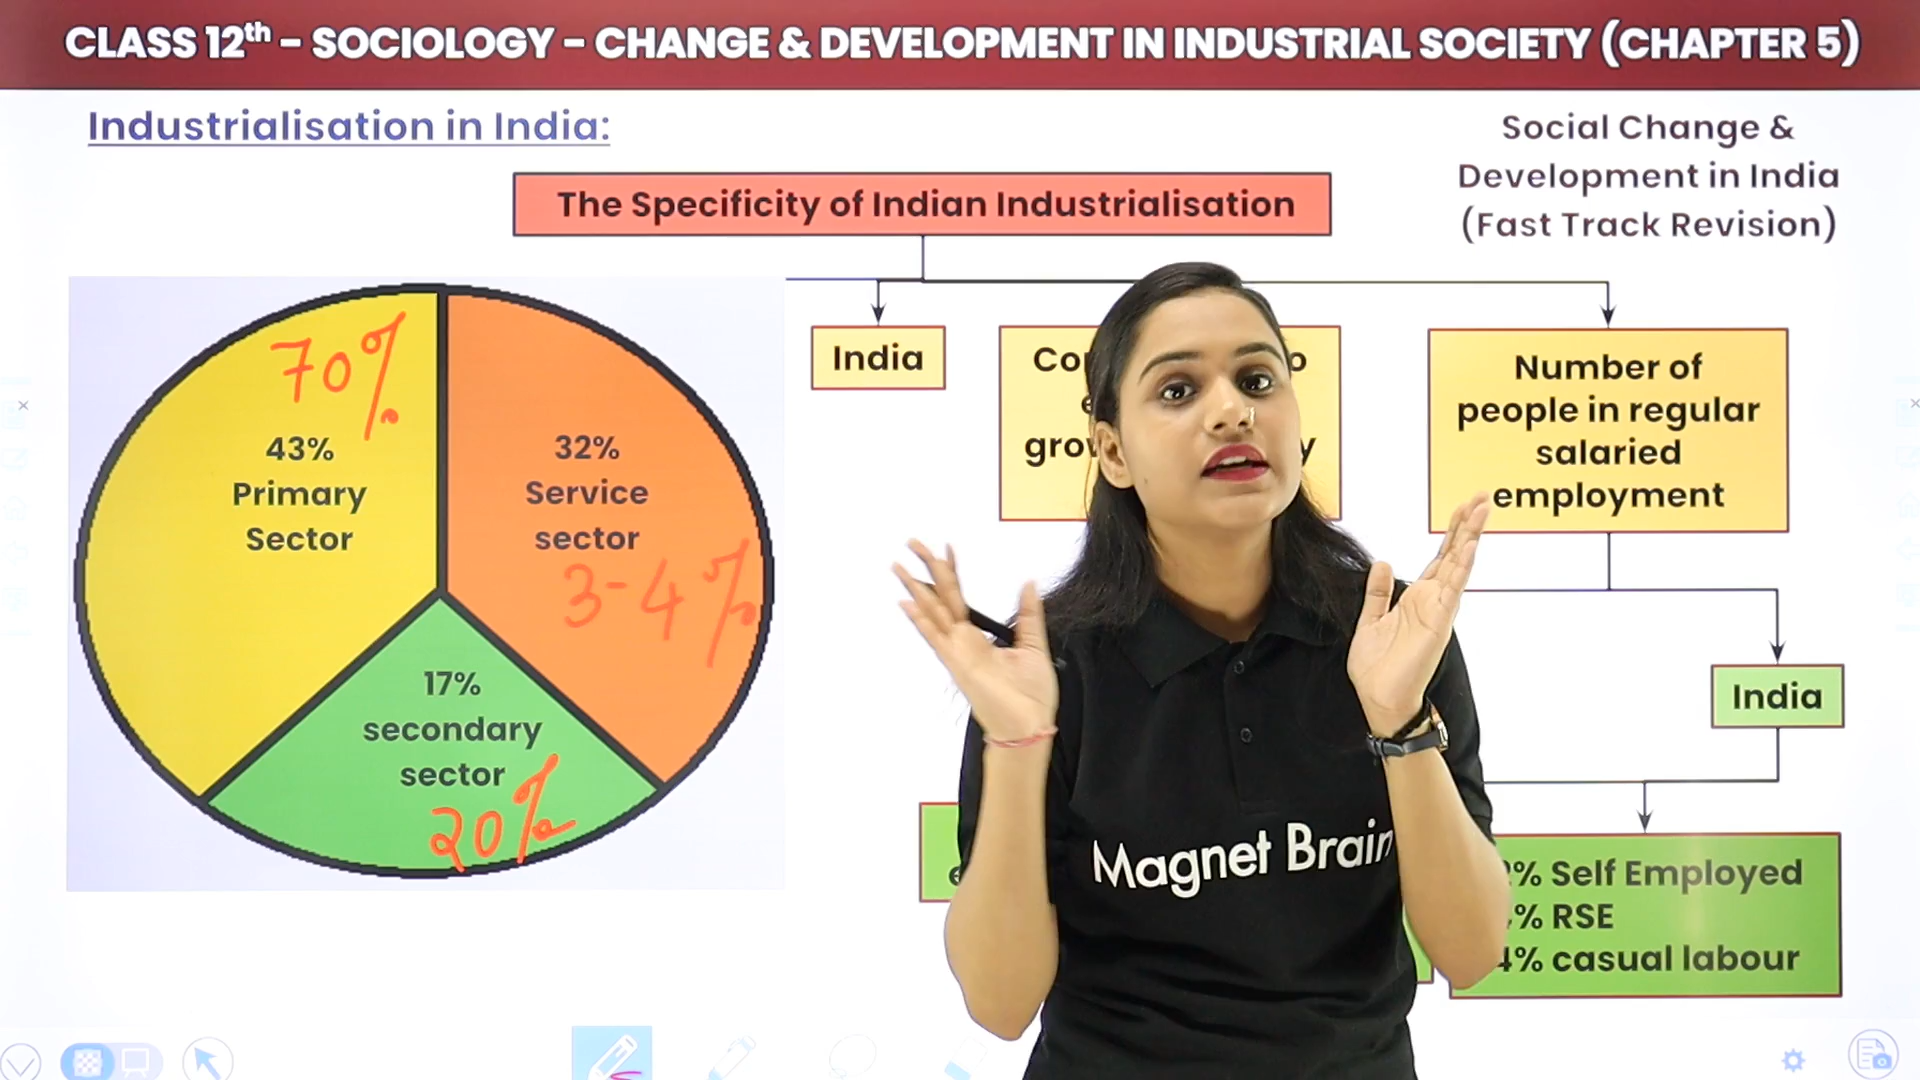 CLASS 12th - SOCIOLOGY - CHANGE & DEVELOPMENT IN INDUSTRIAL SOCIETY (CHAPTER 5)
Industrialisation in India:
Social Change &
Development in India
(Fast Track Revision)
The Specificity of Indian Industrialisation
70%
43%
Primary
Sector
32%
Service
sector
3-4%
17%
secondary
sector
20%
India
Number of
people in regular
salaried
employment
India
% Self Employed
% RSE
4% casual labour
Magnet Brain